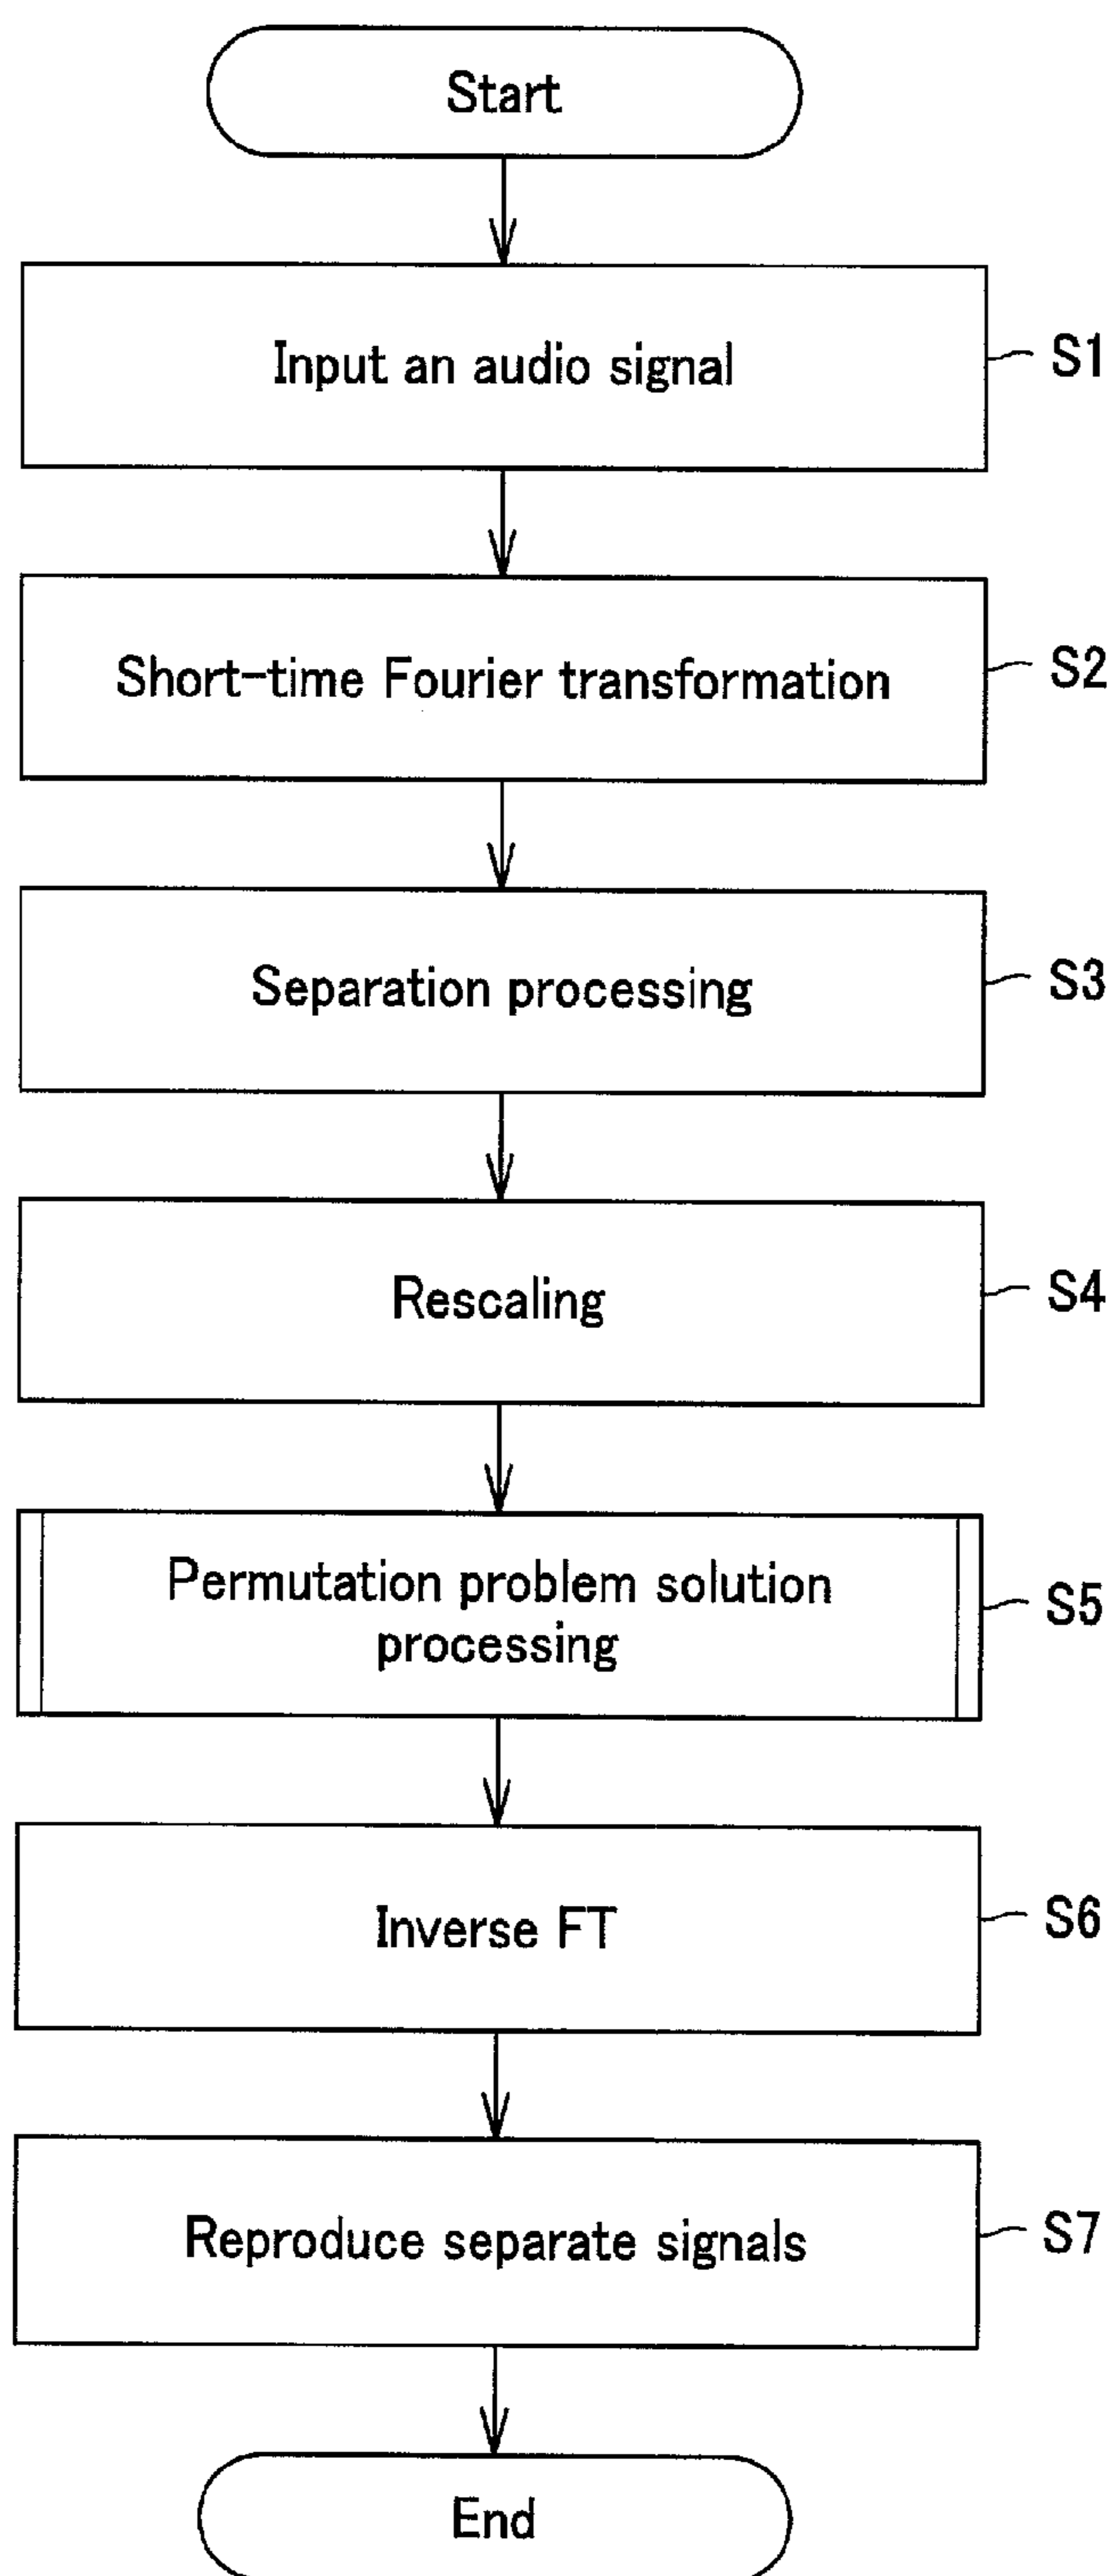 Start
Input an audio signal
S1
Short-time Fourier transformation
S2
Separation processing
S3
Rescaling
S4
Permutation problem solution
processing
S5
Inverse FT
S6
Reproduce separate signals
S7
End